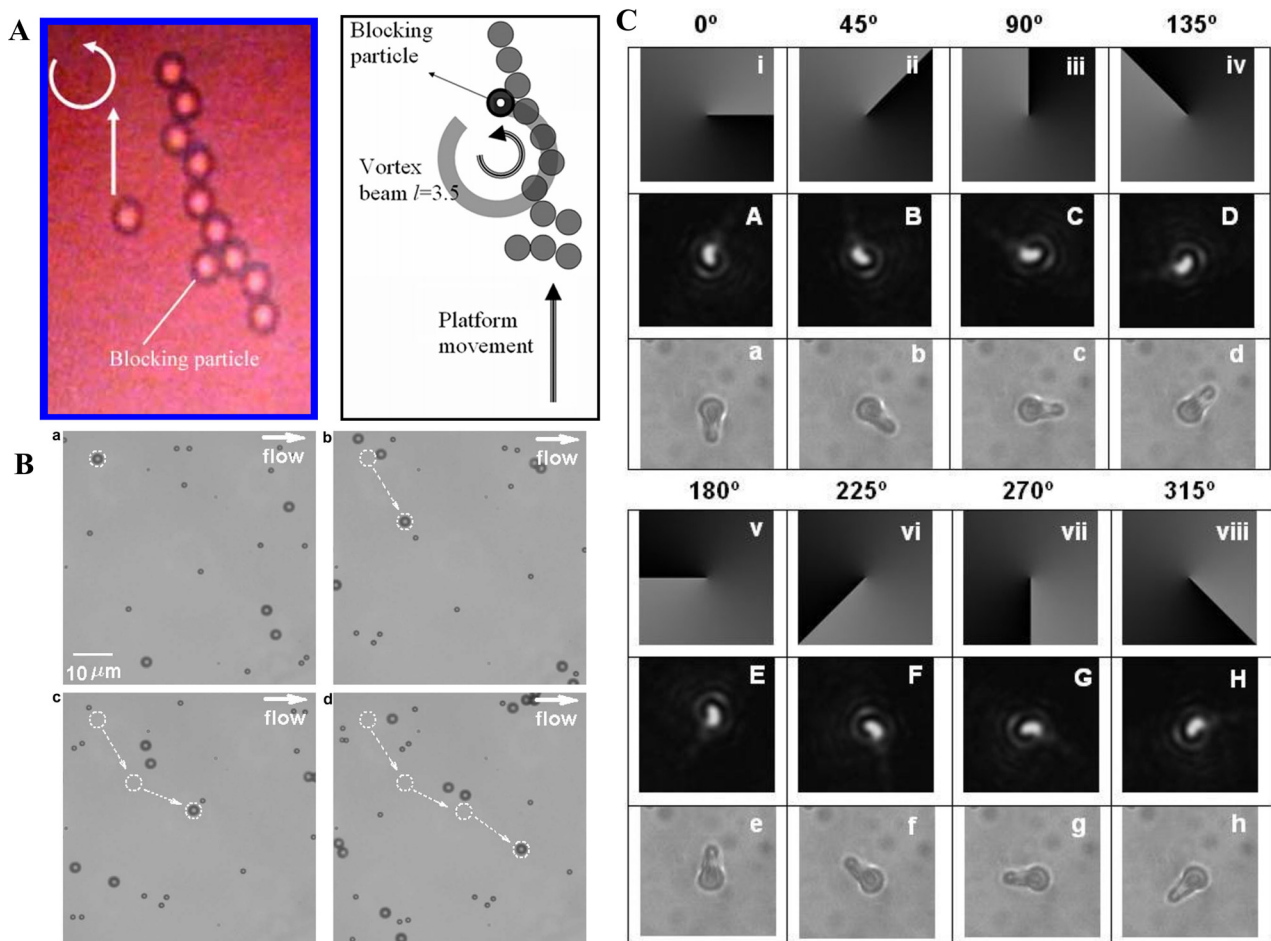 A
Blocking particle
Blocking
particle
Vortex
beam l=3.5
Platform
movement
B
a
flow
10 μm
b
flow
c
flow
d
flow
C
0º 45º 90º 135º
i ii iii iv
A B C D
a b c d
180º 225º 270º 315º
v vi vii viii
E F G H
e f g h